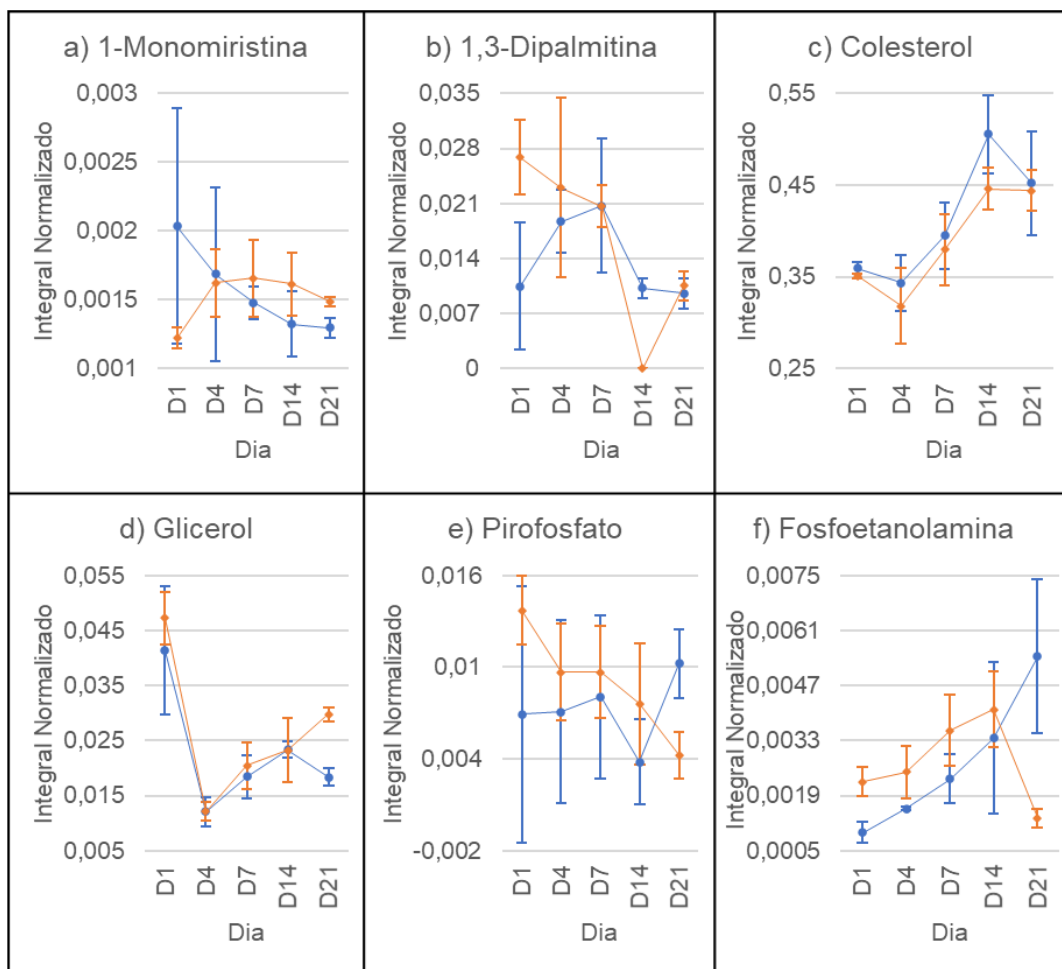 a) 1-Monomiristina
Integral Normalizado
0,003
0,0025
0,002
0,0015
0,001
D1
D4
D7
D14
D21
Dia
b) 1,3-Dipalmitina
Integral Normalizado
0,035
0,028
0,021
0,014
0,007
0
D1
D4
D7
D14
D21
Dia
c) Colesterol
Integral Normalizado
0,55
0,45
0,35
0,25
D1
D4
D7
D14
D21
Dia
d) Glicerol
Integral Normalizado
0,055
0,045
0,035
0,025
0,015
0,005
D1
D4
D7
D14
D21
Dia
e) Pirofosfato
Integral Normalizado
0,016
0,01
0,004
-0,002
D1
D4
D7
D14
D21
Dia
f) Fosfoetanolamina
Integral Normalizado
0,0075
0,0061
0,0047
0,0033
0,0019
0,0005
D1
D4
D7
D14
D21
Dia